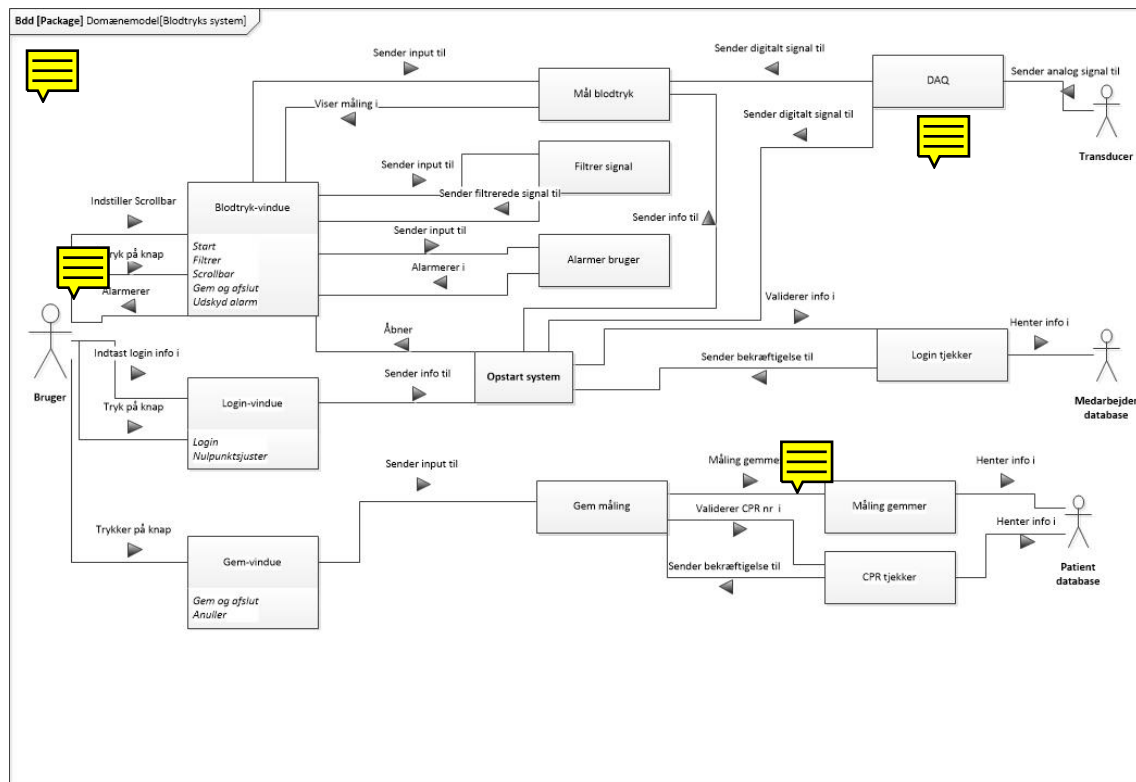 Bdd [Package] Domænemodel[Blodtryks system]
Sender input til
Sender digitalt signal til
DAQ
Sender analog signal til
Mål blodtryk
Viser måling i
Sender digitalt signal til
Transducer
Sender input til
Filtrer signal
Indstiller Scrollbar
Sender filtrerede signal til
Blodtryk-vindue
Sender info til
Sender input til
Start
Filtrer
Scrollbar
Gem og afslut
Udskyd alarm
ryk på knap
Alarmer bruger
Alarmerer i
Alarmerer
Validerer info i
Åbner
Henter info i
Indtast login info i
Sender bekræftigelse til
Login tjekker
Sender info til
Opstart system
Bruger
Login-vindue
Medarbejder
database
Tryk på knap
Login
Nulpunktsjuster
Sender input til
Måling gemme
Henter info i
Gem måling
Måling gemmer
Validerer CPR nr i
Henter info i
Trykker på knap
Gem-vindue
Sender bekræftigelse til
CPR tjekker
Patient
database
Gem og afslut
Anuller